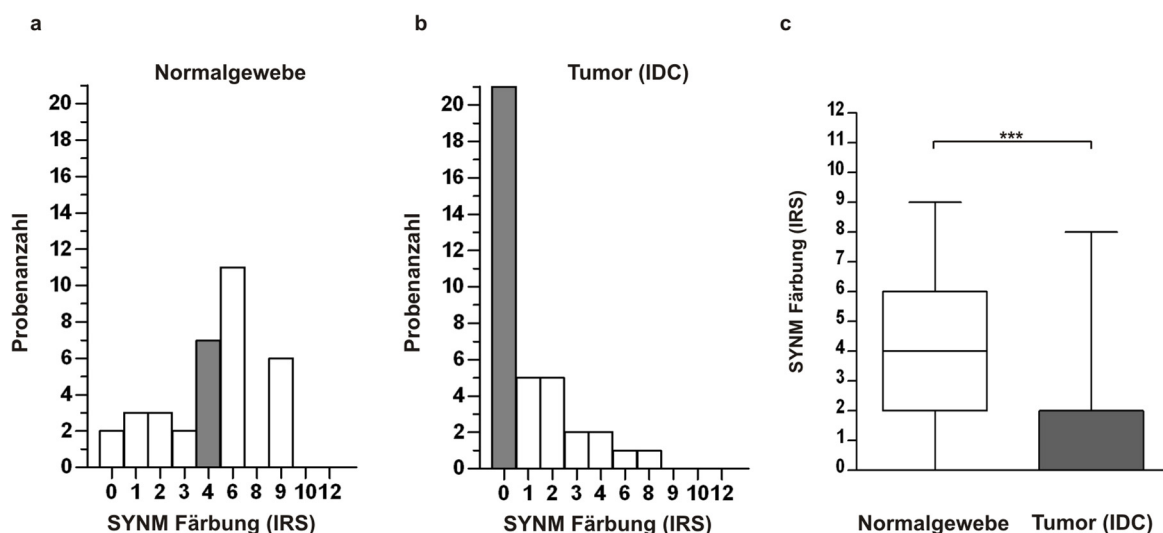 a
Normalgewebe
Probenanzahl
20
18
16
14
12
10
8
6
4
2
0
0 1 2 3 4 6 8 9 10 12
SYNM Färbung (IRS)
b
Tumor (IDC)
Probenanzahl
20
18
16
14
12
10
8
6
4
2
0
0 1 2 3 4 6 8 9 10 12
SYNM Färbung (IRS)
c
***
SYNM Färbung (IRS)
12
11
10
9
8
7
6
5
4
3
2
1
0
Normalgewebe Tumor (IDC)